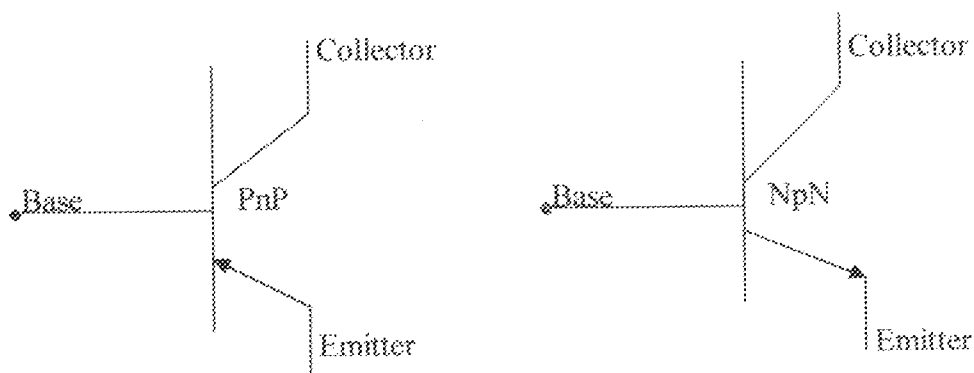 Collector
Base
PnP
Emitter
Collector
Base
NpN
Emitter